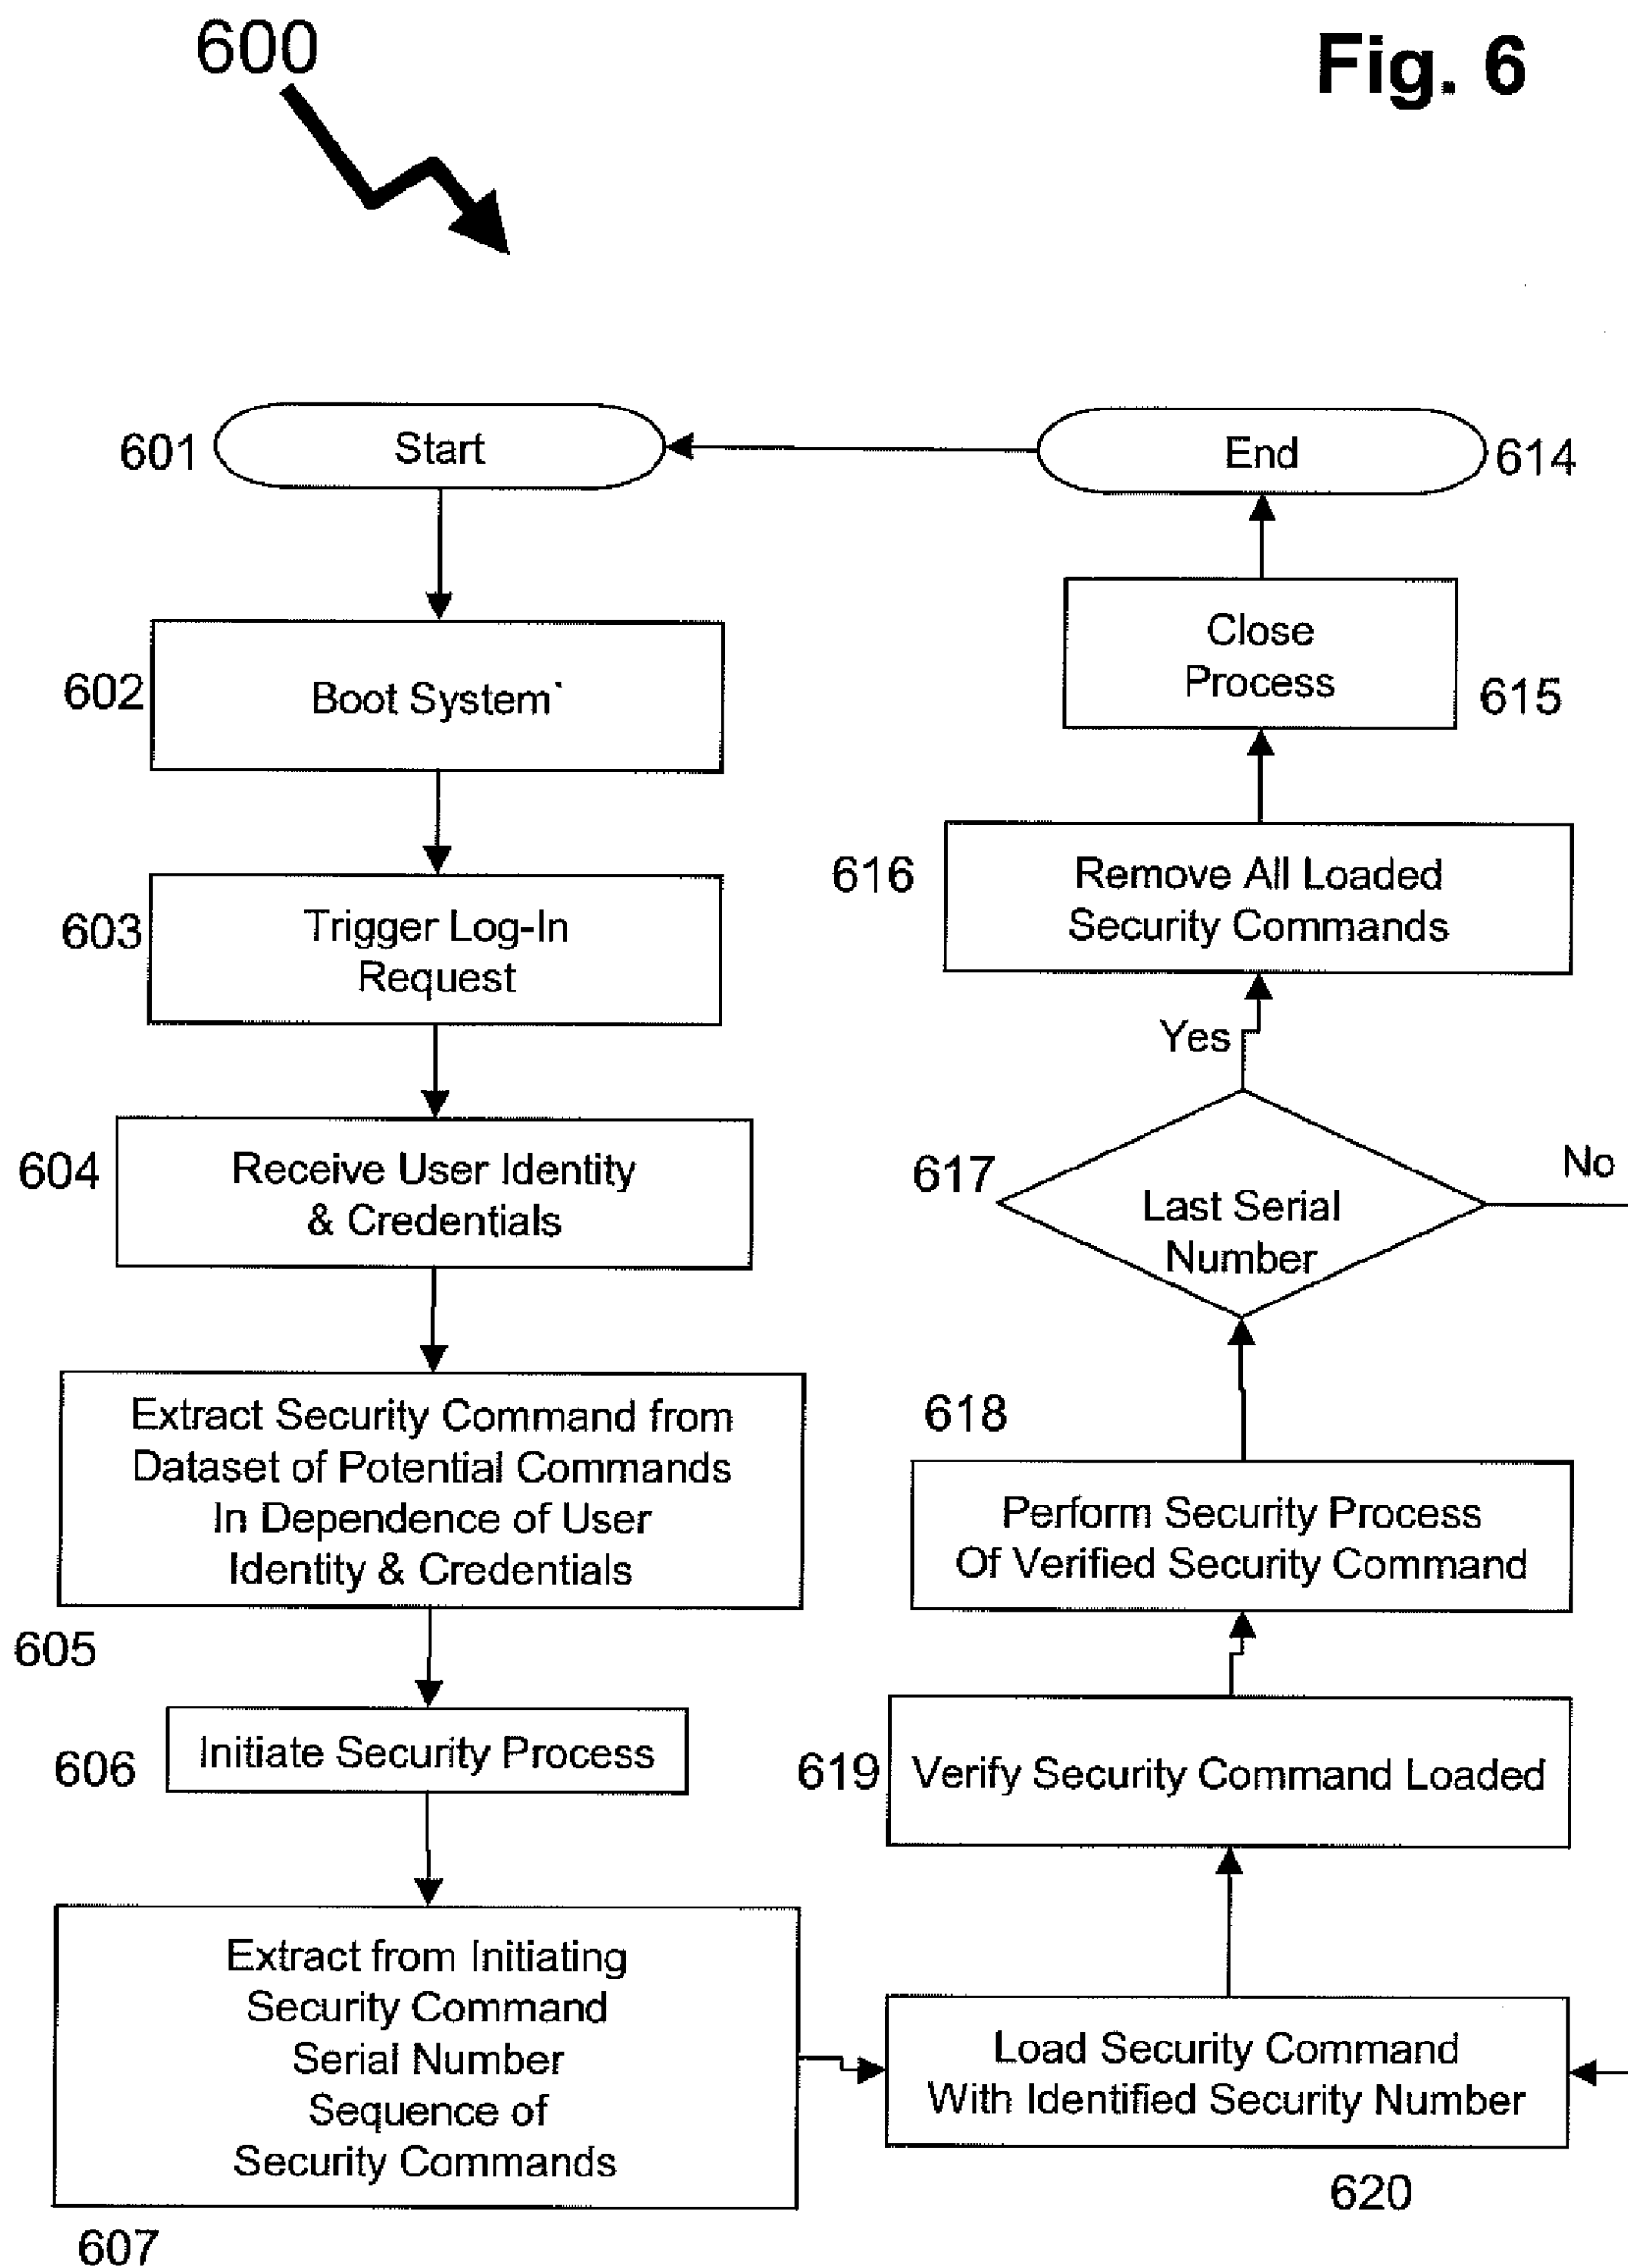 600
Fig. 6
601
Start
End
614
602
Boot System`
Close
Process
615
603
Trigger Log-In
Request
616
Remove All Loaded
Security Commands
Yes
604
Receive User Identity
& Credentials
617
Last Serial
Number
No
Extract Security Command from
Dataset of Potential Commands
In Dependence of User
Identity & Credentials
605
618
Perform Security Process
Of Verified Security Command
606
Initiate Security Process
619
Verify Security Command Loaded
Extract from Initiating
Security Command
Serial Number
Sequence of
Security Commands
607
Load Security Command
With Identified Security Number
620